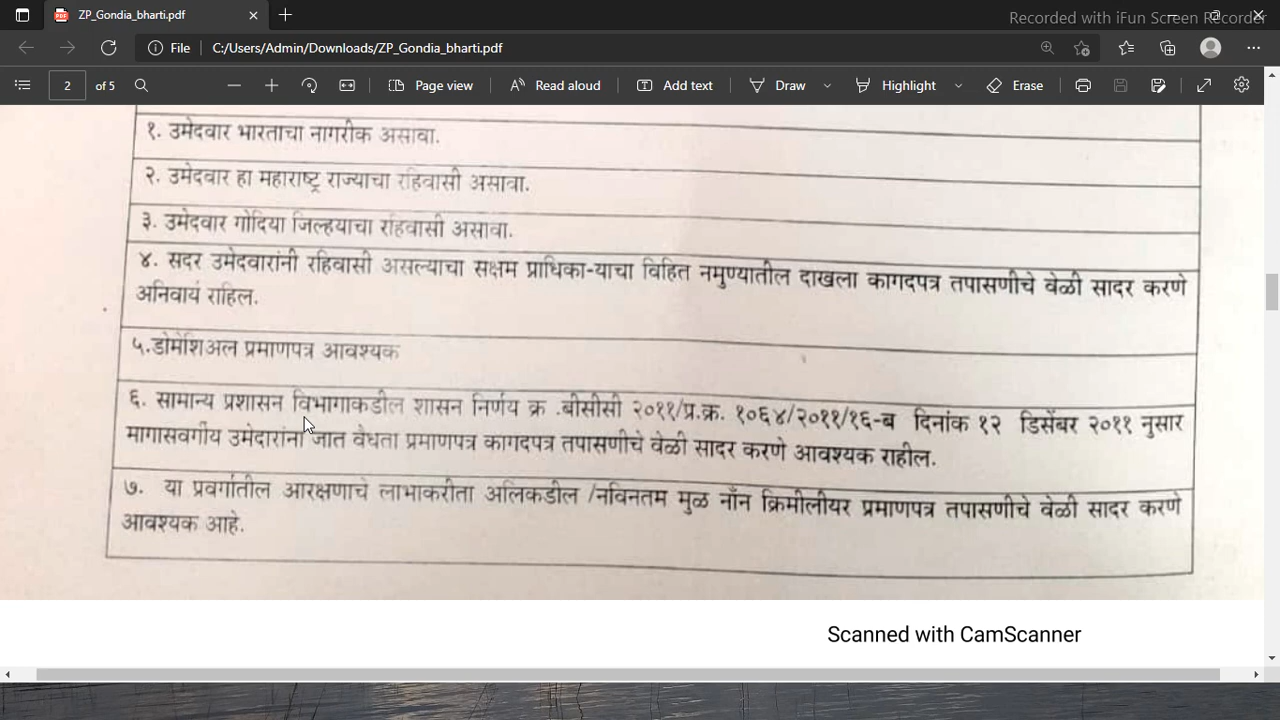 ZP_Gondia_bharti.pdf
Recorded with iFun Screen Recorder
File C:/Users/Admin/Downloads/ZP_Gondia_bharti.pdf
2 of 5 Page view Read aloud Add text Draw Highlight Erase
१. उमेदवार भारताचा नागरीक असावा.
२. उमेदवार हा महाराष्ट्र राज्याचा रहिवासी असावा.
३. उमेदवार गोंदिया जिल्हयाचा रहिवासी असावा.
४. सदर उमेदवारांनी रहिवासी असल्याचा सक्षम प्राधिका-याचा विहित नमुण्यातील दाखला कागदपत्र तपासणीचे वेळी सादर करणे
अनिवार्य राहिल.
५.डोमेशिअल प्रमाणपत्र आवश्यक
६. सामान्य प्रशासन विभागाकडील शासन निर्णय क्र .बीसीसी २०११/प्र.क्र. १०६४/२०११/१६-ब दिनांक १२ डिसेंबर २०११ नुसार
मागासवर्गीय उमेदारांना जात वैधता प्रमाणपत्र कागदपत्र तपासणीचे वेळी सादर करणे आवश्यक राहील.
७. या प्रवर्गातील आरक्षणाचे लाभाकरीता अलिकडील /नविनतम मुळ नॉंन क्रिमीलीयर प्रमाणपत्र तपासणीचे वेळी सादर करणे
आवश्यक आहे.
Scanned with CamScanner